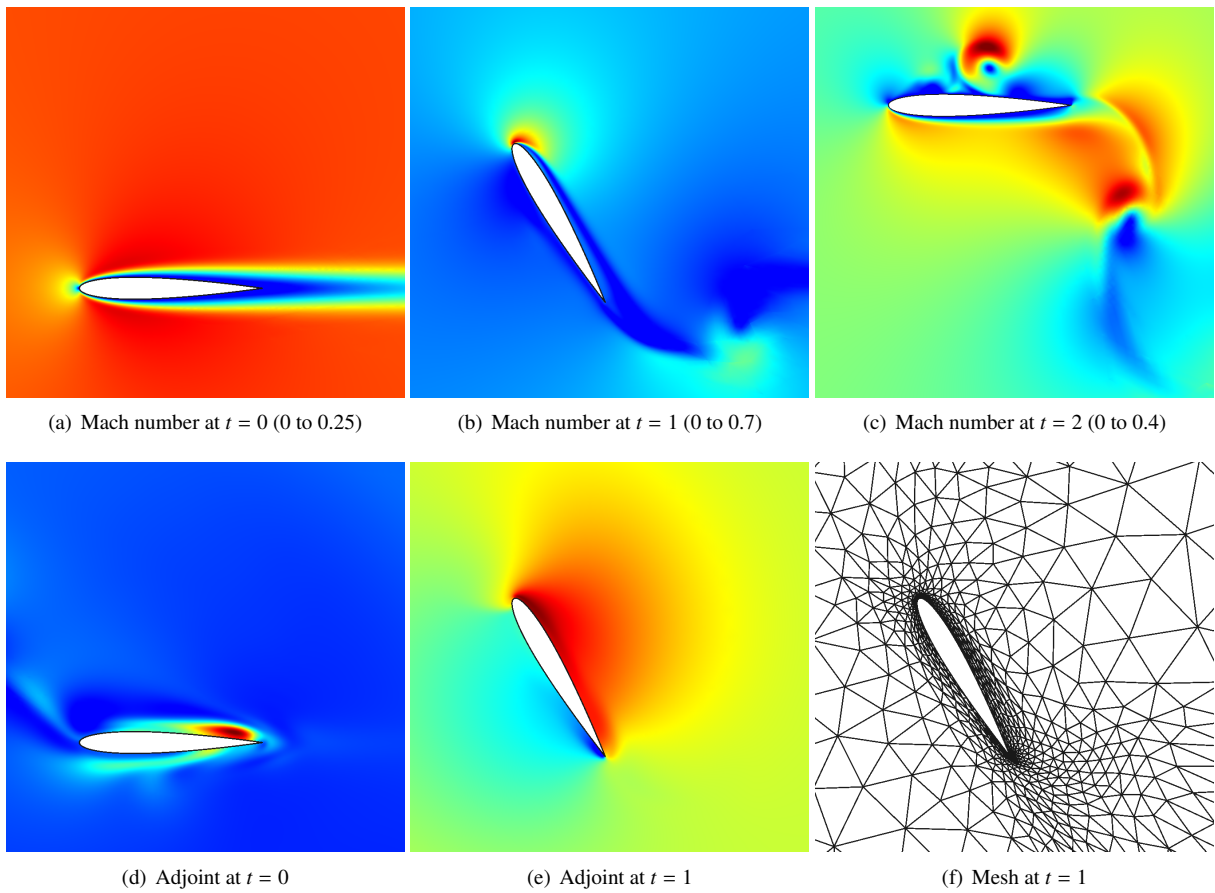 (a) Mach number at t = 0 (0 to 0.25)
(b) Mach number at t = 1 (0 to 0.7)
(c) Mach number at t = 2 (0 to 0.4)
(d) Adjoint at t = 0
(e) Adjoint at t = 1
(f) Mesh at t = 1